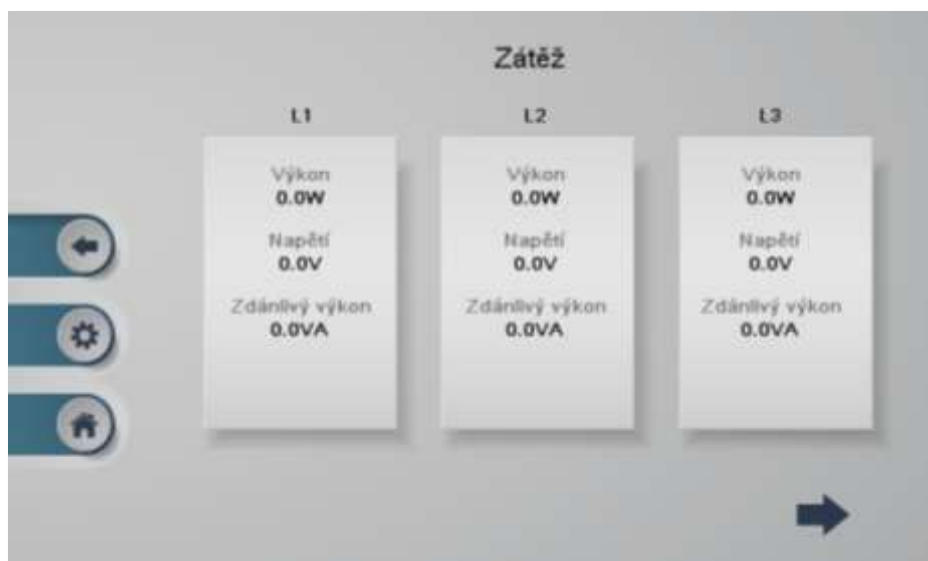 Zátěž
L1
Výkon
0.0W
Napětí
0.0V
Zdánlivý výkon
0.0VA
L2
Výkon
0.0W
Napětí
0.0V
Zdánlivý výkon
0.0VA
L3
Výkon
0.0W
Napětí
0.0V
Zdánlivý výkon
0.0VA